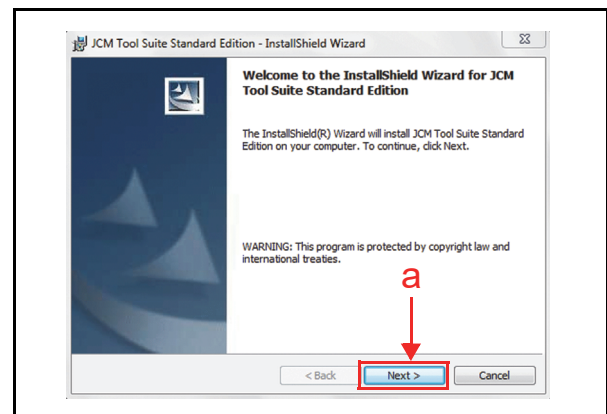 JCM Tool Suite Standard Edition - InstallShield Wizard
Welcome to the InstallShield Wizard for JCM
Tool Suite Standard Edition
The InstallShield(R) Wizard will install JCM Tool Suite Standard
Edition on your computer. To continue, click Next.
WARNING: This program is protected by copyright law and
international treaties.
a
< Back Next > Cancel